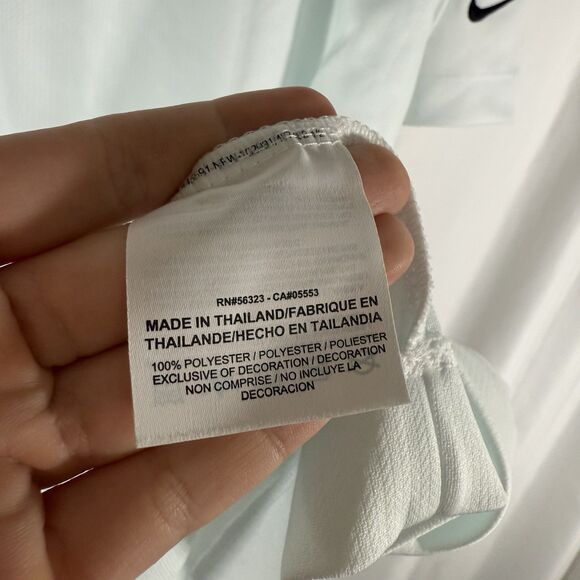 RN#56323 - CA#05553
MADE IN THAILAND/FABRIQUE EN
THAILANDE/HECHO EN TAILANDIA
100% POLYESTER / POLYESTER / POLIESTER
EXCLUSIVE OF DECORATION / DECORATION
NON COMPRISE / NO INCLUYE LA
DECORACION